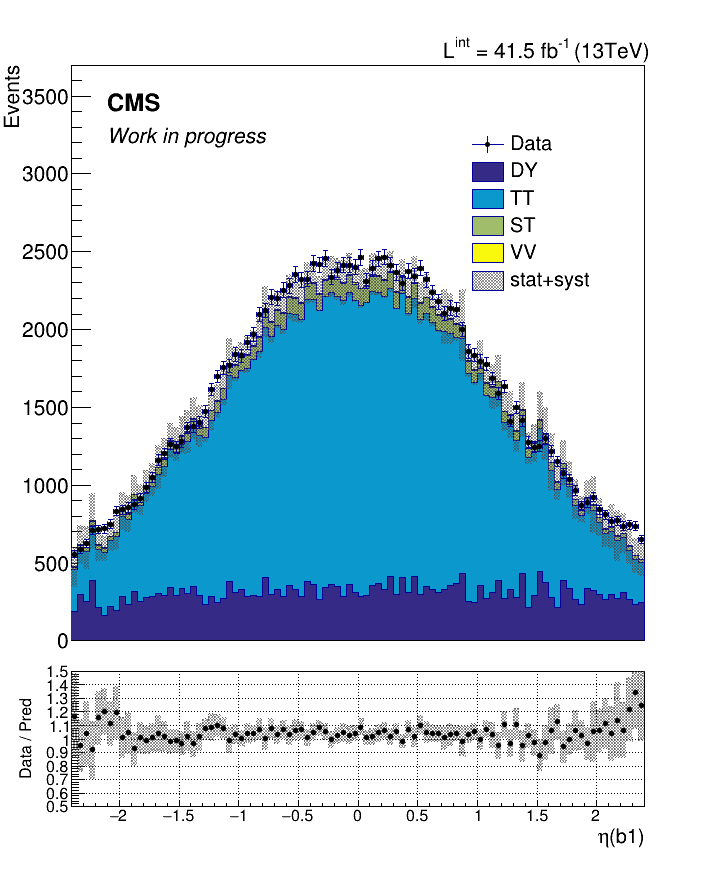 L^int = 41.5 fb^-1 (13TeV)
Events
CMS
Work in progress
Data
DY
TT
ST
VV
stat+syst
3500
3000
2500
2000
1500
1000
500
0
Data / Pred
1.5
1.4
1.3
1.2
1.1
1
0.9
0.8
0.7
0.6
0.5
−2 −1.5 −1 −0.5 0 0.5 1 1.5 2
η(b1)